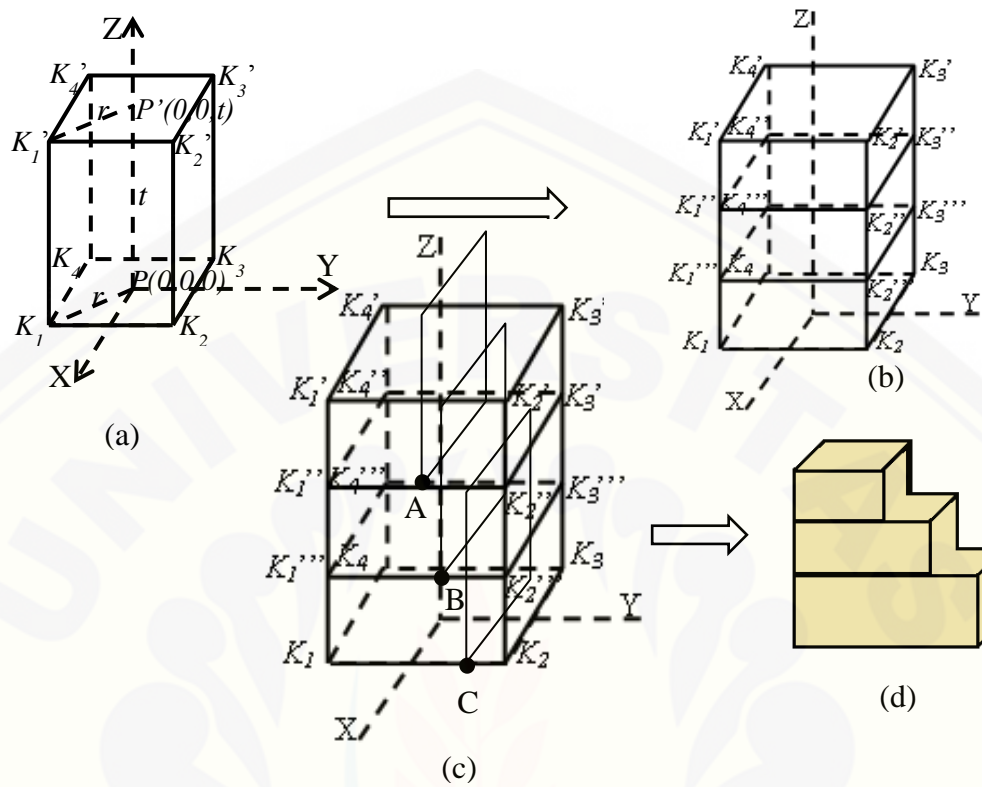 Z
K₄'
K₃'
r
P'(0,0,t)
K₁'
K₂'
t
K₄
K₃
P(0,0,0)
Y
r
K₁
K₂
X
(a)
Z
K₄'
K₃'
K₁'
K₄''
K₂'
K₃''
K₁''
K₄'''
K₂''
K₃'''
K₁'''
K₄
K₂'''
K₃
Y
K₁
K₂
X
(b)
Z
K₄'
K₃'
K₁'
K₄''
K₂'
K₃'
K₁''
K₄'''
A
K₂''
K₃'''
K₁'''
K₄
B
K₂'''
K₃
Y
K₁
K₂
C
X
(c)
(d)
UNIVERSITAS